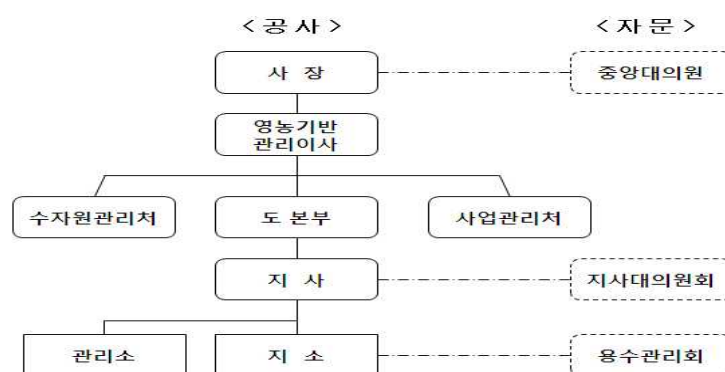 < 공 사 >
< 자 문 >
사 장
중앙대의원
영농기반
관리이사
수자원관리처
도 본부
사업관리처
지 사
지사대의원회
관리소
지 소
용수관리회